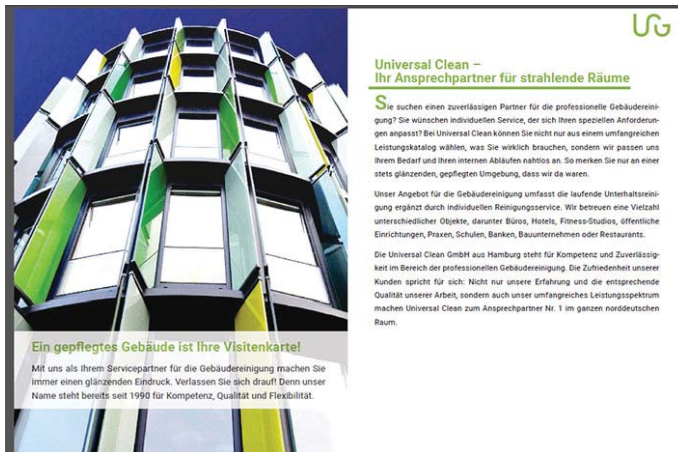 Ein gepflegtes Gebäude ist Ihre Visitenkarte!
Mit uns als Ihrem Servicepartner für die Gebäudereinigung machen Sie
immer einen glänzenden Eindruck. Verlassen Sie sich drauf! Denn unser
Name steht bereits seit 1990 für Kompetenz, Qualität und Flexibilität.
Universal Clean –
Ihr Ansprechpartner für strahlende Räume
Sie suchen einen zuverlässigen Partner für die professionelle Gebäudereini-
gung? Sie wünschen individuellen Service, der sich Ihren speziellen Anforderun-
gen anpasst? Bei Universal Clean können Sie nicht nur aus einem umfangreichen
Leistungskatalog wählen, was Sie wirklich brauchen, sondern wir passen uns
Ihrem Bedarf und Ihren internen Abläufen nahtlos an. So merken Sie nur an einer
stets glänzenden, gepflegten Umgebung, dass wir da waren.
Unser Angebot für die Gebäudereinigung umfasst die laufende Unterhaltsreini-
gung ergänzt durch individuellen Reinigungsservice. Wir betreuen eine Vielzahl
unterschiedlicher Objekte, darunter Büros, Hotels, Fitness-Studios, öffentliche
Einrichtungen, Praxen, Schulen, Banken, Bauunternehmen oder Restaurants.
Die Universal Clean GmbH aus Hamburg steht für Kompetenz und Zuverlässig-
keit im Bereich der professionellen Gebäudereinigung. Die Zufriedenheit unserer
Kunden spricht für sich: Nicht nur unsere Erfahrung und die entsprechende
Qualität unserer Arbeit, sondern auch unser umfangreiches Leistungsspektrum
machen Universal Clean zum Ansprechpartner Nr. 1 im ganzen norddeutschen
Raum.